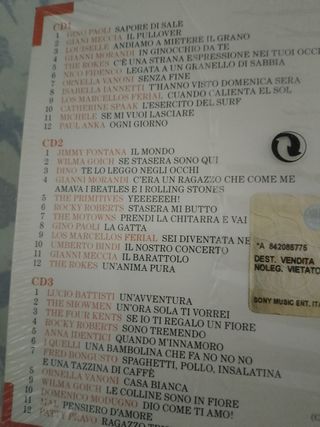 CD1
1 GINO PAOLI SAPORE DI SALE
2 GIANI MECCIA IL PULLOVER
3 LOUISELLE ANDIAMO A MIETERE IL GRANO
4 GIANNI MORANDI IN GINOCCHIO DA TE
5 THE ROKES C'È UNA STRANA ESPRESSIONE NEI TUOI OCCHI
6 NICO FIDENCO LEGATA A UN GRANELLO DI SABBIA
7 ORNELLA VANONI SENZA FINE
8 ISABELLA IANNETTI T'HANNO VISTO DOMENICA SERA
9 LOS MARCELLOS FERIAL CUANDO CALIENTA EL SOL
10 CATHERINE SPAAK L'ESERCITO DEL SURF
11 MICHELE SE MI VUOI LASCIARE
12 PAUL ANKA OGNI GIORNO
CD2
1 JIMMY FONTANA IL MONDO
2 WILMA GOICH SE STASERA SONO QUI
3 DINO TE LO LEGGO NEGLI OCCHI
4 GIANNI MORANDI C'ERA UN RAGAZZO CHE COME ME
AMAVA I BEATLES E I ROLLING STONES
5 THE PRIMITIVES YEEEEEEH!
6 ROCKY ROBERTS STASERA MI BUTTO
7 THE MOTOWNS PRENDI LA CHITARRA E VAI
8 GINO PAOLI LA GATTA
9 LOS MARCELLOS FERIAL SEI DIVENTATA NE
10 UMBERTO BINDI IL NOSTRO CONCERTO
11 GIANNI MECCIA IL BARATTOLO
12 THE ROKES UN'ANIMA PURA
*A 842085775
DEST. VENDITA
NOLEG. VIETATO
SONY MUSIC ENT. IT
CD3
1 LUCIO BATTISTI UN'AVVENTURA
2 THE SHOWMEN UN'ORA SOLA TI VORREI
3 THE FOUR KENTS SE IO TI REGALO UN FIORE
4 ROCKY ROBERTS SONO TREMENDO
5 ANNA IDENTICI QUANDO M'INNAMORO
6 I QUELLI UNA BAMBOLINA CHE FA NO NO NO
7 FRED BONGUSTO SPAGHETTI, POLLO, INSALATINA
E UNA TAZZINA DI CAFFÈ
8 ORNELLA VANONI CASA BIANCA
9 WILMA GOICH LE COLLINE SONO IN FIORE
10 DOMENICO MODUGNO DIO COME TI AMO!
11 MAL PENSIERO D'AMORE
12 PATTY PRAVO RAGAZZO